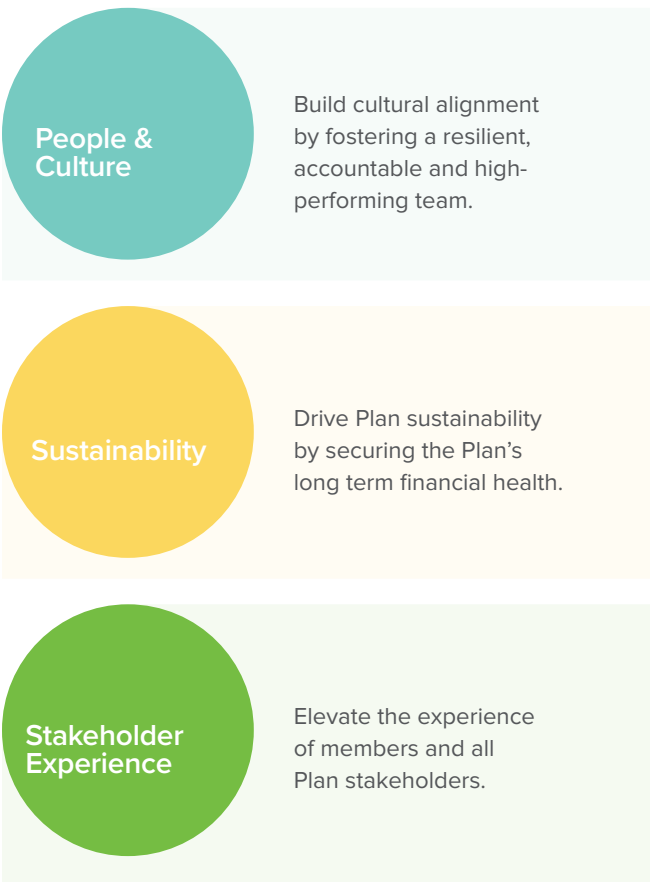 People &
Culture
Build cultural alignment
by fostering a resilient,
accountable and high-
performing team.
Sustainability
Drive Plan sustainability
by securing the Plan’s
long term financial health.
Stakeholder
Experience
Elevate the experience
of members and all
Plan stakeholders.